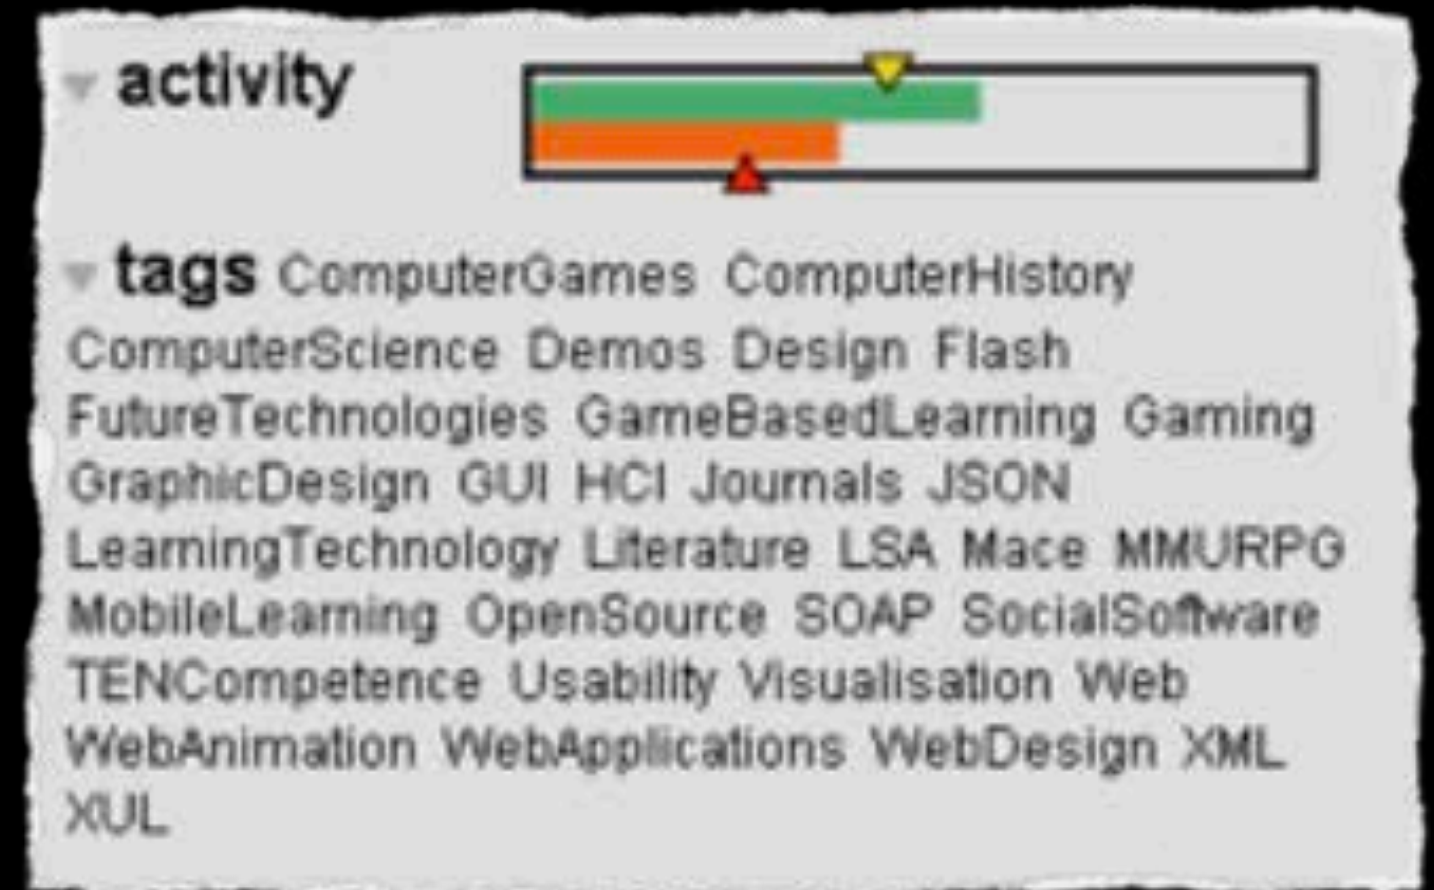 activity
tags ComputerGames ComputerHistory
ComputerScience Demos Design Flash
FutureTechnologies GameBasedLearning Gaming
GraphicDesign GUI HCI Journals JSON
LearningTechnology Literature LSA Mace MMURPG
MobileLearning OpenSource SOAP SocialSoftware
TENCompetence Usability Visualisation Web
WebAnimation WebApplications WebDesign XML
XUL